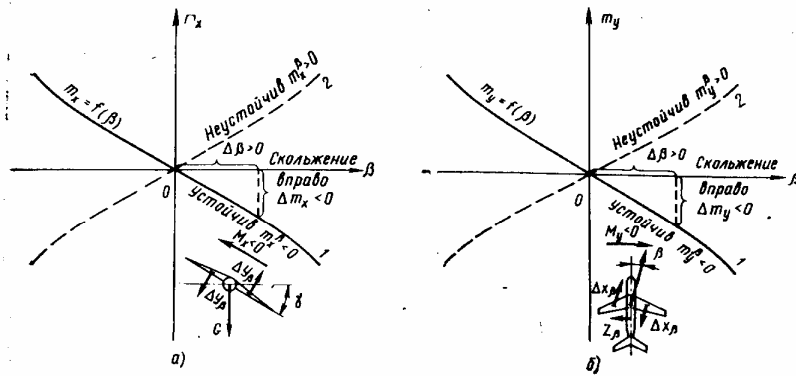 m_x
m_x = f(β)
Неустойчив m_x^β>0
2
Δβ>0
Скольжение
β
0
вправо
Δm_x<0
устойчив m_x^β<0
M_x<0
1
Δy_β
Δy_β
γ
G
а)
m_y
m_y = f(β)
Неустойчив m_y^β>0
2
Δβ>0
Скольжение
β
0
вправо
Δm_y<0
устойчив m_y^β<0
M_y<0
1
β
Δx_β
Δx_β
Z_β
б)